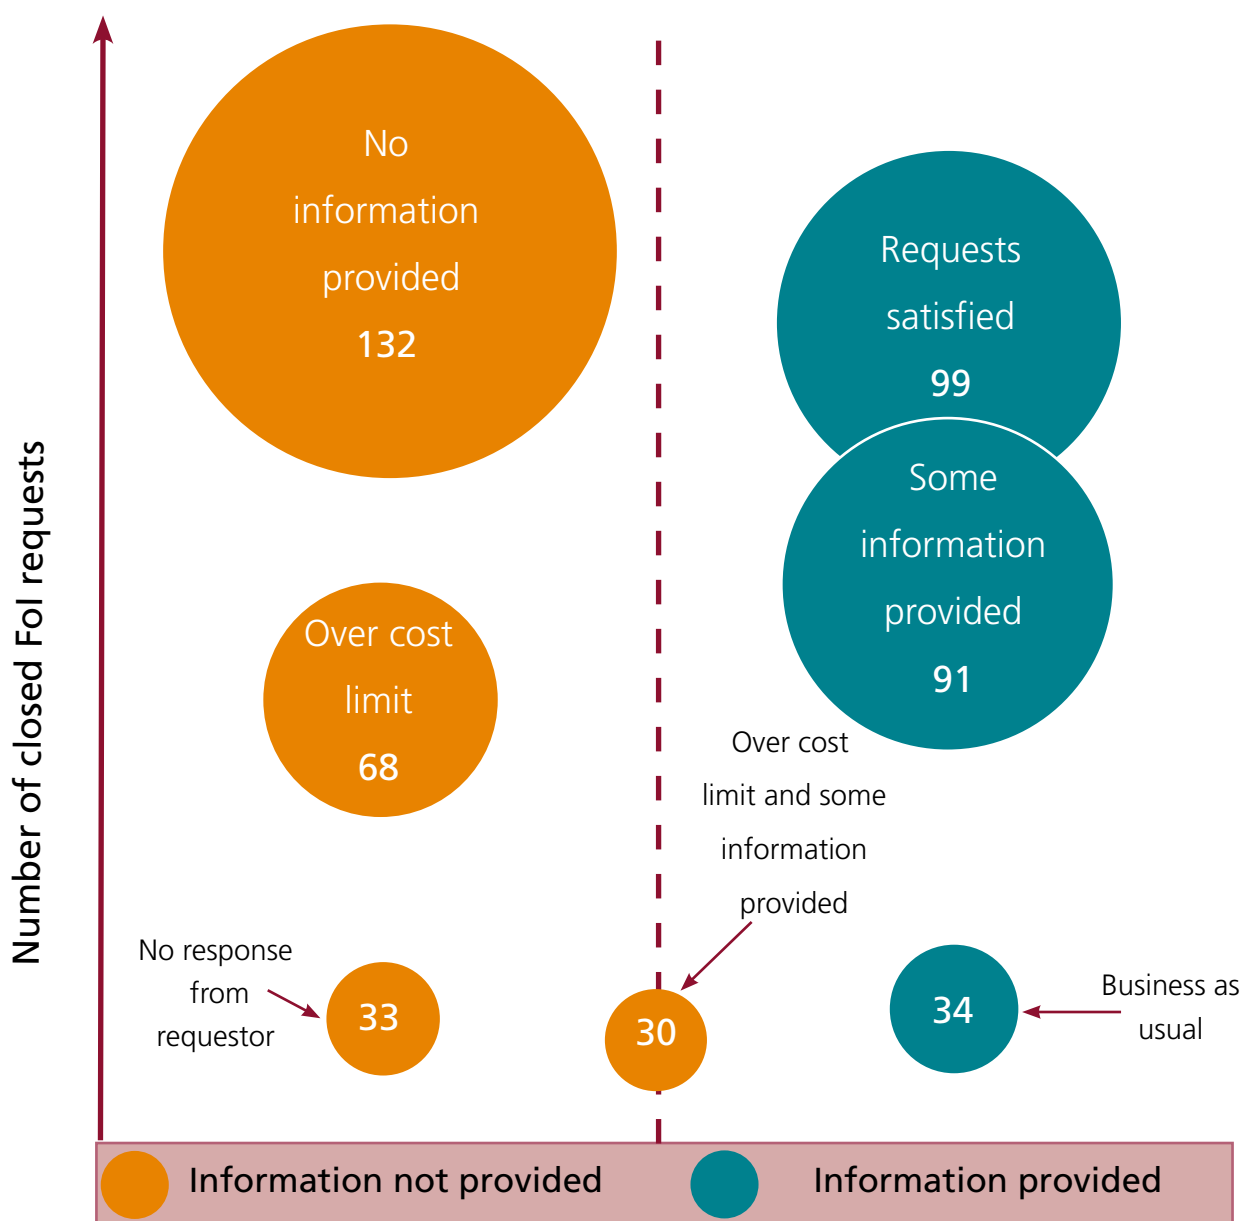 Number of closed FoI requests
No
information
provided
132
Requests
satisfied
99
Some
information
provided
91
Over cost
limit
68
Over cost
limit and some
information
provided
30
No response
from
requestor
33
34
Business as
usual
Information not provided
Information provided